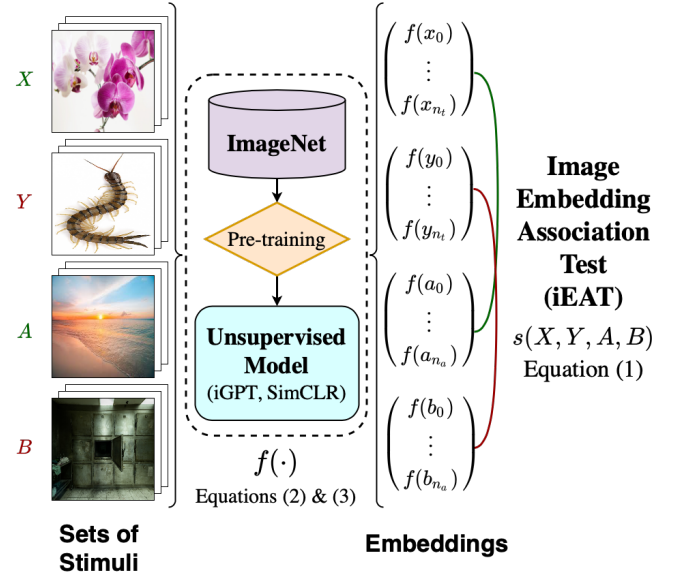 X
Y
A
B
Sets of
Stimuli
ImageNet
Pre-training
Unsupervised
Model
(iGPT, SimCLR)
f(·)
Equations (2) & (3)
f(x₀)
⋮
f(xₙₜ)
f(y₀)
⋮
f(yₙₜ)
f(a₀)
⋮
f(aₙₐ)
f(b₀)
⋮
f(bₙₐ)
Embeddings
Image
Embedding
Association
Test
(iEAT)
s(X, Y, A, B)
Equation (1)